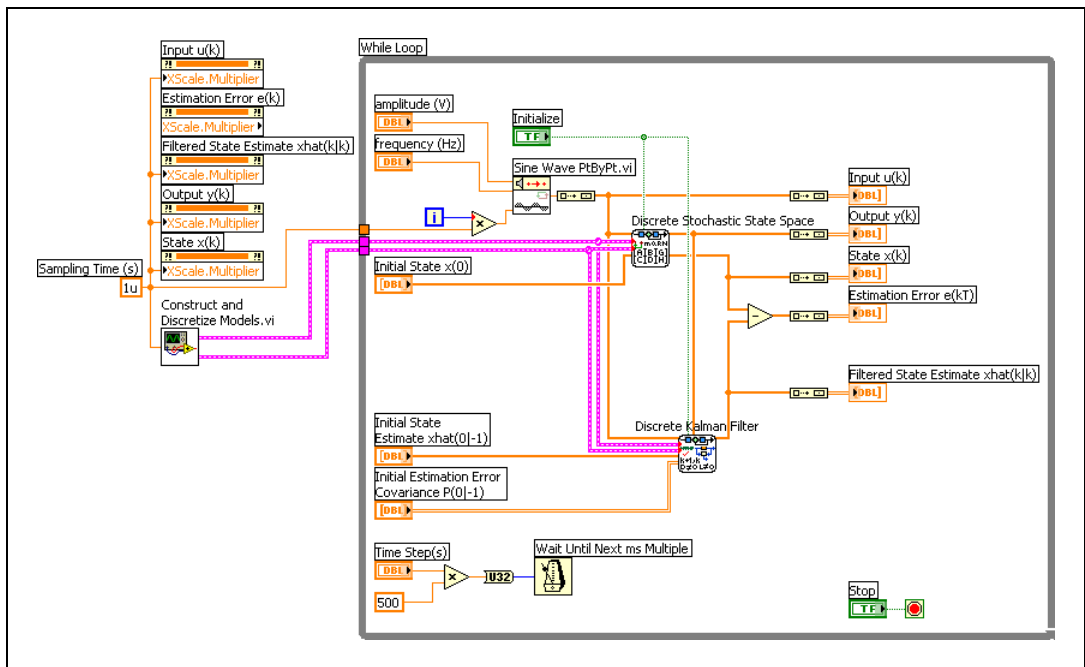 Input u(k)
XScale.Multiplier
Estimation Error e(k)
XScale.Multiplier
Filtered State Estimate xhat(k|k)
XScale.Multiplier
Output y(k)
XScale.Multiplier
State x(k)
XScale.Multiplier
Sampling Time (s)
1u
Construct and
Discretize Models.vi
While Loop
amplitude (V)
DBL
frequency (Hz)
DBL
Initialize
TF
Sine Wave PtByPt.vi
i
×
Initial State x(0)
[DBL]
Discrete Stochastic State Space
Input u(k)
DBL]
Output y(k)
DBL]
State x(k)
DBL]
Estimation Error e(kT)
DBL]
-
Filtered State Estimate xhat(k|k)
DBL]
Initial State
Estimate xhat(0|-1)
[DBL
Initial Estimation Error
Covariance P(0|-1)
[DBL]
Discrete Kalman Filter
Time Step(s)
DBL
×
500
U32
Wait Until Next ms Multiple
Stop
TF